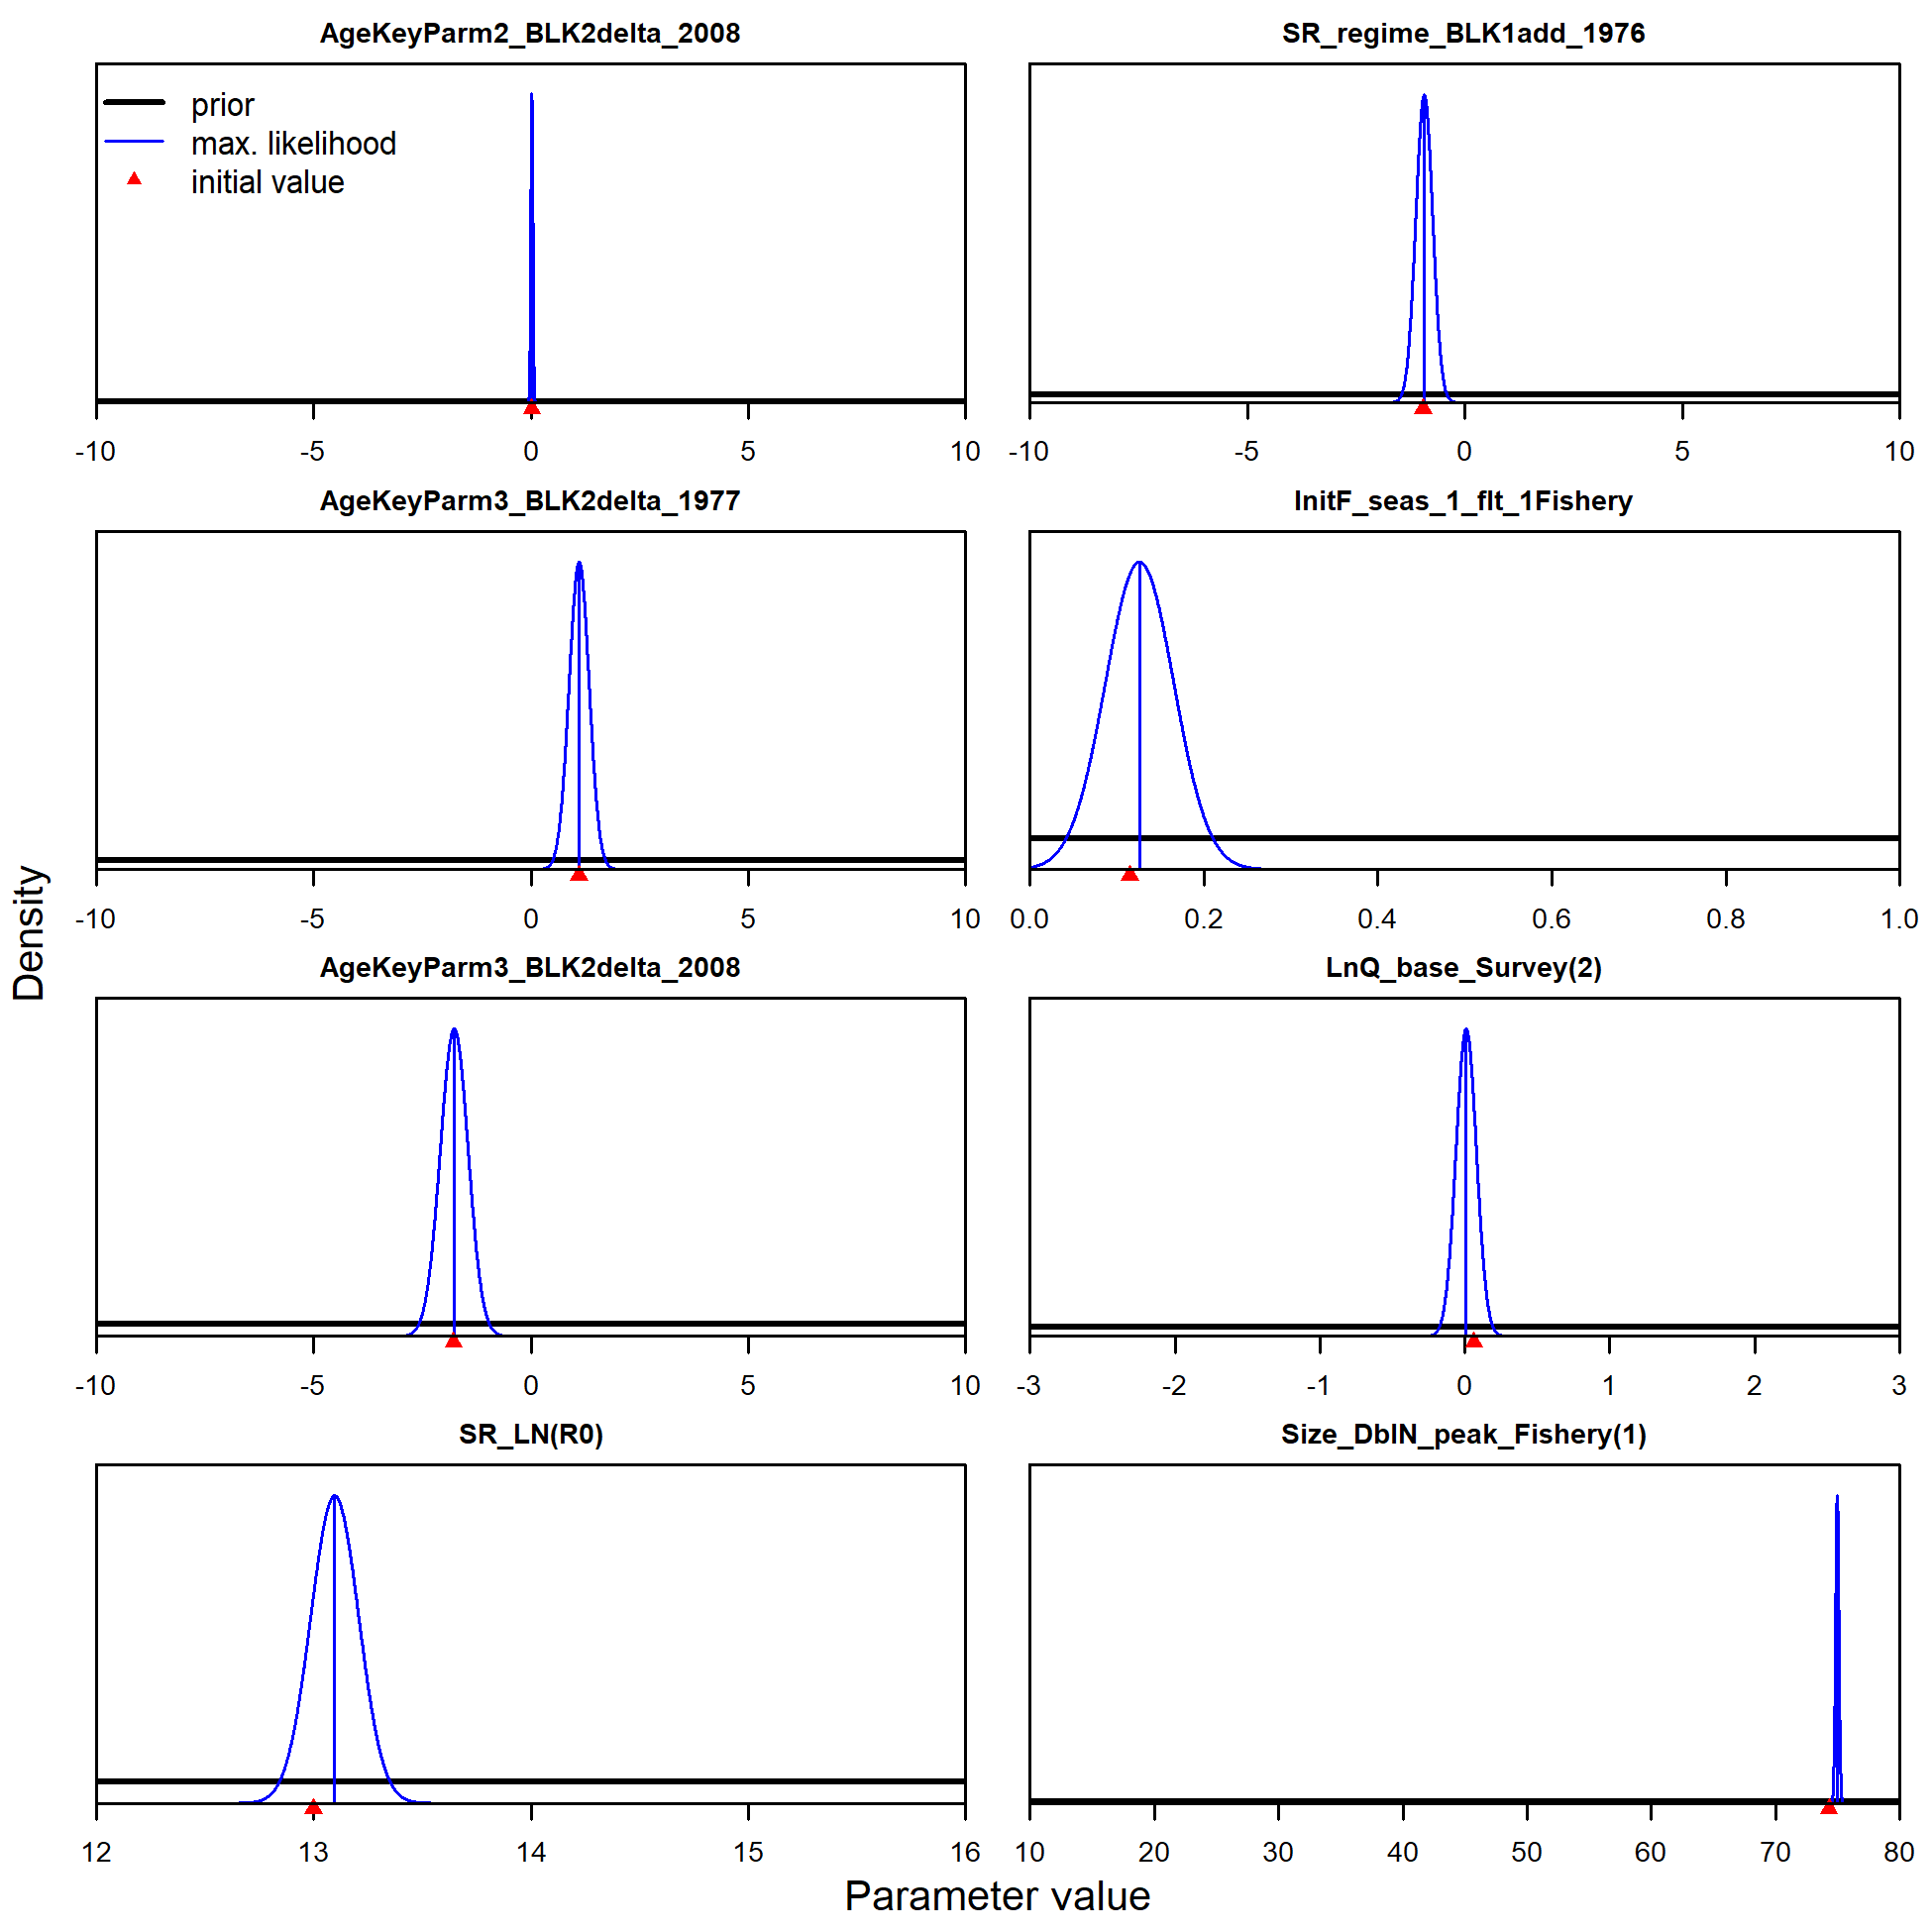 AgeKeyParm2_BLK2delta_2008
prior
max. likelihood
initial value
-10 -5 0 5 10
SR_regime_BLK1add_1976
-10 -5 0 5 10
AgeKeyParm3_BLK2delta_1977
-10 -5 0 5 10
InitF_seas_1_flt_1Fishery
0.0 0.2 0.4 0.6 0.8 1.0
AgeKeyParm3_BLK2delta_2008
-10 -5 0 5 10
LnQ_base_Survey(2)
-3 -2 -1 0 1 2 3
SR_LN(R0)
12 13 14 15 16
Size_DblN_peak_Fishery(1)
10 20 30 40 50 60 70 80
Density
Parameter value